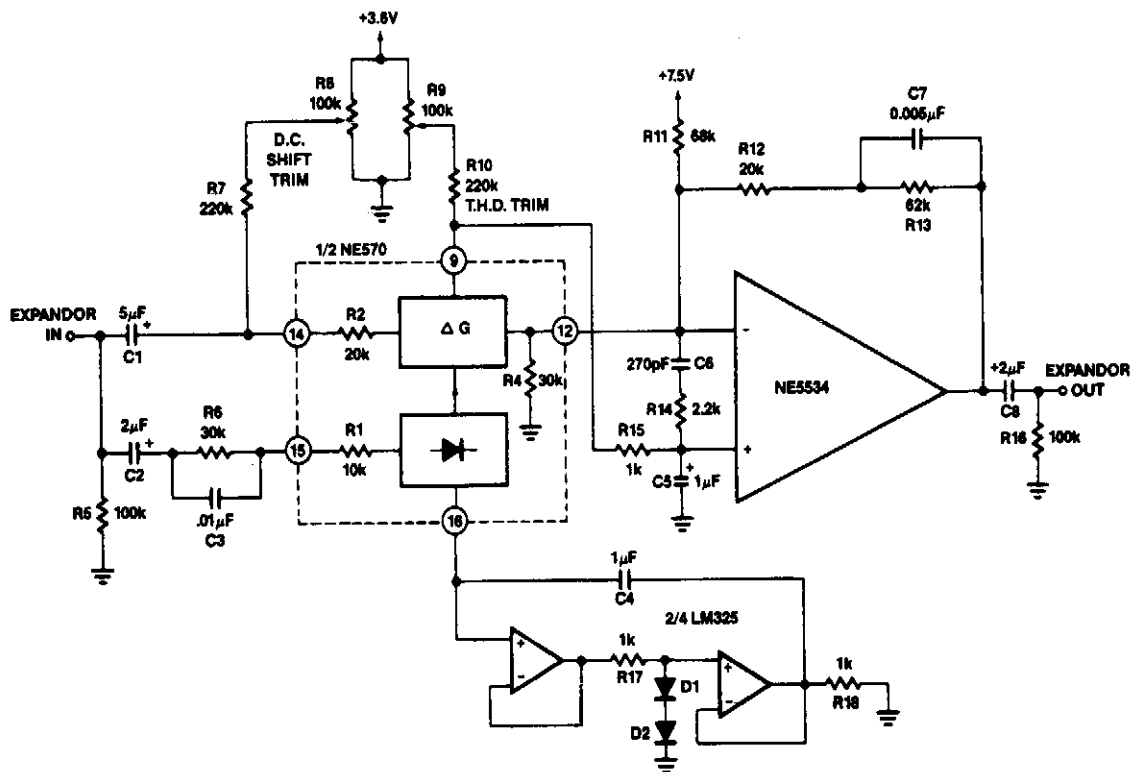 +3.6V
R8
100k
R9
100k
D.C.
SHIFT
TRIM
R7
220k
R10
220k
T.H.D. TRIM
+7.5V
R11
68k
R12
20k
C7
0.005μF
62k
R13
1/2 NE570
9
EXPANDOR
IN
5μF
+
C1
14
R2
20k
Δ G
12
R4
30k
270pF
C6
R14
2.2k
R15
1k
C5
+
1μF
-
+
NE5534
+2μF
C8
EXPANDOR
OUT
R16
100k
2μF
+
C2
R6
30k
.01μF
C3
15
R1
10k
R5
100k
16
1μF
C4
2/4 LM325
+
-
1k
R17
D1
D2
+
-
1k
R18